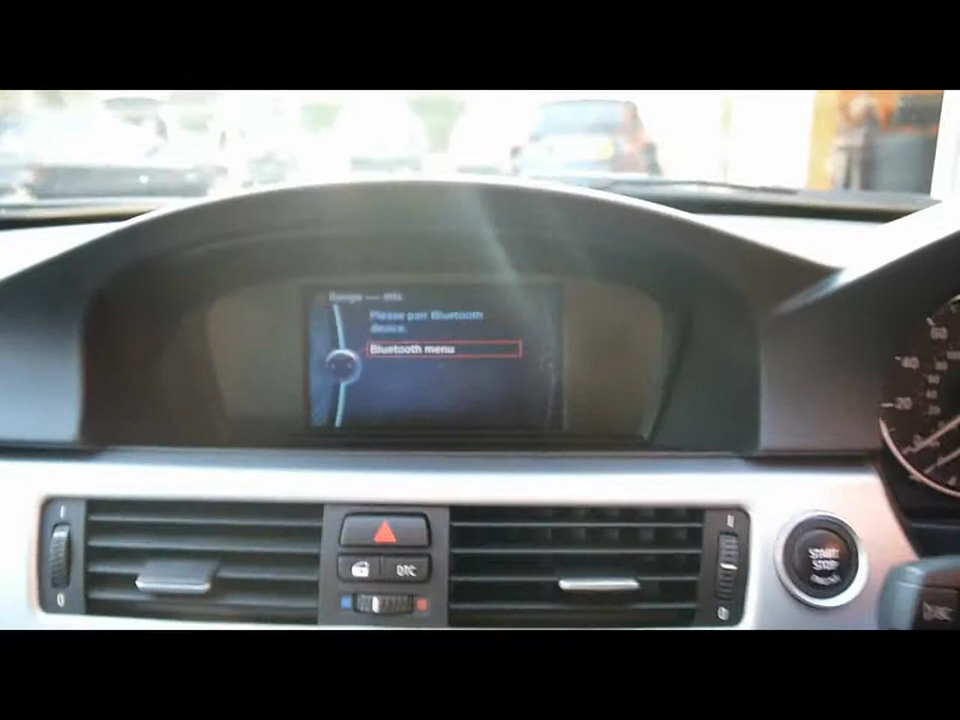 Please pair Bluetooth
device.
Bluetooth menu
60
40
20
DTC
START
STOP